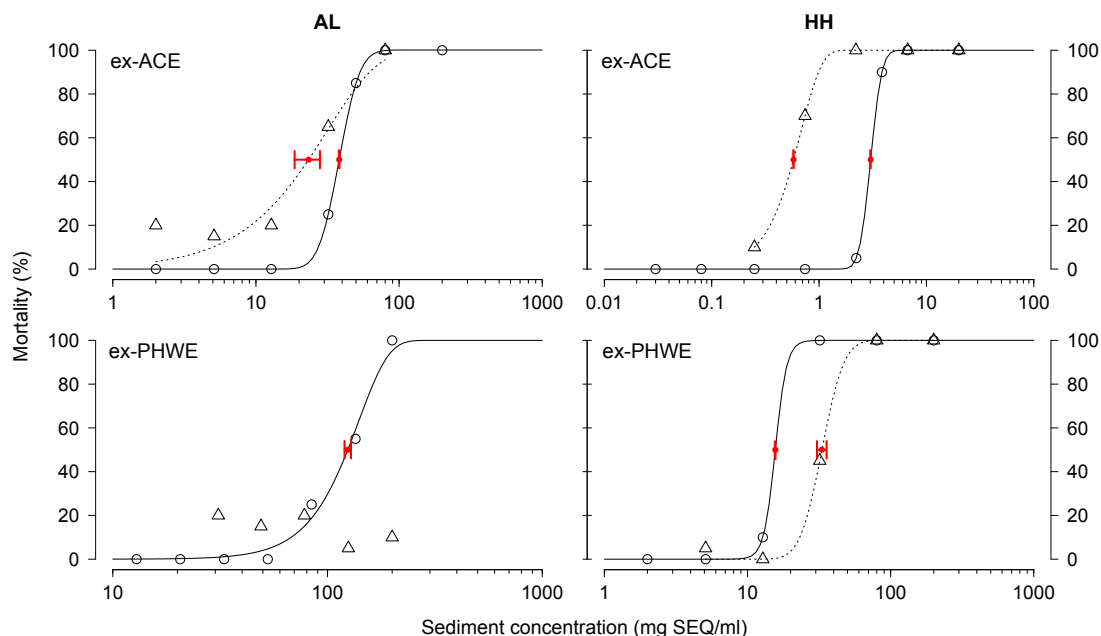 AL HH
ex-ACE ex-ACE
100 100
80 80
60 60
40 40
20 20
0 0
1 10 100 1000 0.01 0.1 1 10 100
Mortality (%)
ex-PHWE ex-PHWE
100 100
80 80
60 60
40 40
20 20
0 0
10 100 1000 1 10 100 1000
Sediment concentration (mg SEQ/ml)